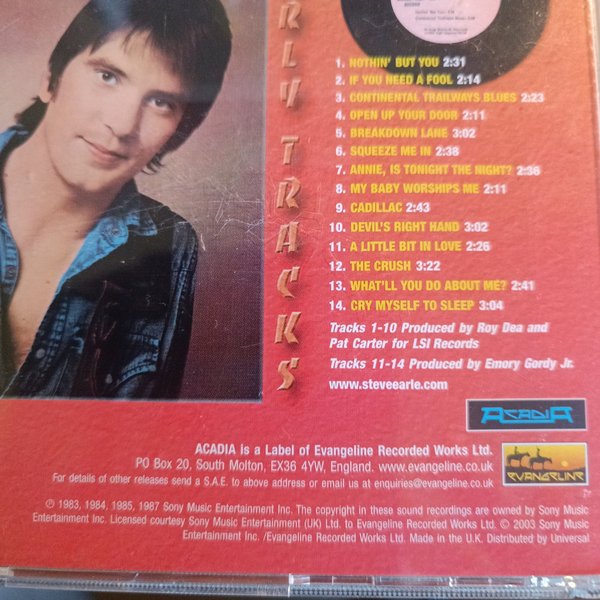 RLY TRACKS
1. NOTHIN' BUT YOU 2:31
2. IF YOU NEED A FOOL 2:14
3. CONTINENTAL TRAILWAYS BLUES 2:23
4. OPEN UP YOUR DOOR 2:11
5. BREAKDOWN LANE 3:02
6. SQUEEZE ME IN 2:38
7. ANNIE, IS TONIGHT THE NIGHT? 2:36
8. MY BABY WORSHIPS ME 2:11
9. CADILLAC 2:43
10. DEVIL'S RIGHT HAND 3:02
11. A LITTLE BIT IN LOVE 2:26
12. THE CRUSH 3:22
13. WHAT'LL YOU DO ABOUT ME? 2:41
14. CRY MYSELF TO SLEEP 3:04
Tracks 1-10 Produced by Roy Dea and
Pat Carter for LSI Records
Tracks 11-14 Produced by Emory Gordy Jr.
www.steveearle.com
ACADIA
ACADIA is a Label of Evangeline Recorded Works Ltd.
PO Box 20, South Molton, EX36 4YW, England. www.evangeline.co.uk
For details of other releases send a S.A.E. to above address or email us at enquiries@evangeline.co.uk
EVANGELINE
℗ 1983, 1984, 1985, 1987 Sony Music Entertainment Inc. The copyright in these sound recordings are owned by Sony Music
Entertainment Inc. Licensed courtesy Sony Music Entertainment (UK) Ltd. to Evangeline Recorded Works Ltd. © 2003 Sony Music
Entertainment Inc. /Evangeline Recorded Works Ltd. Made in the U.K. Distributed by Universal